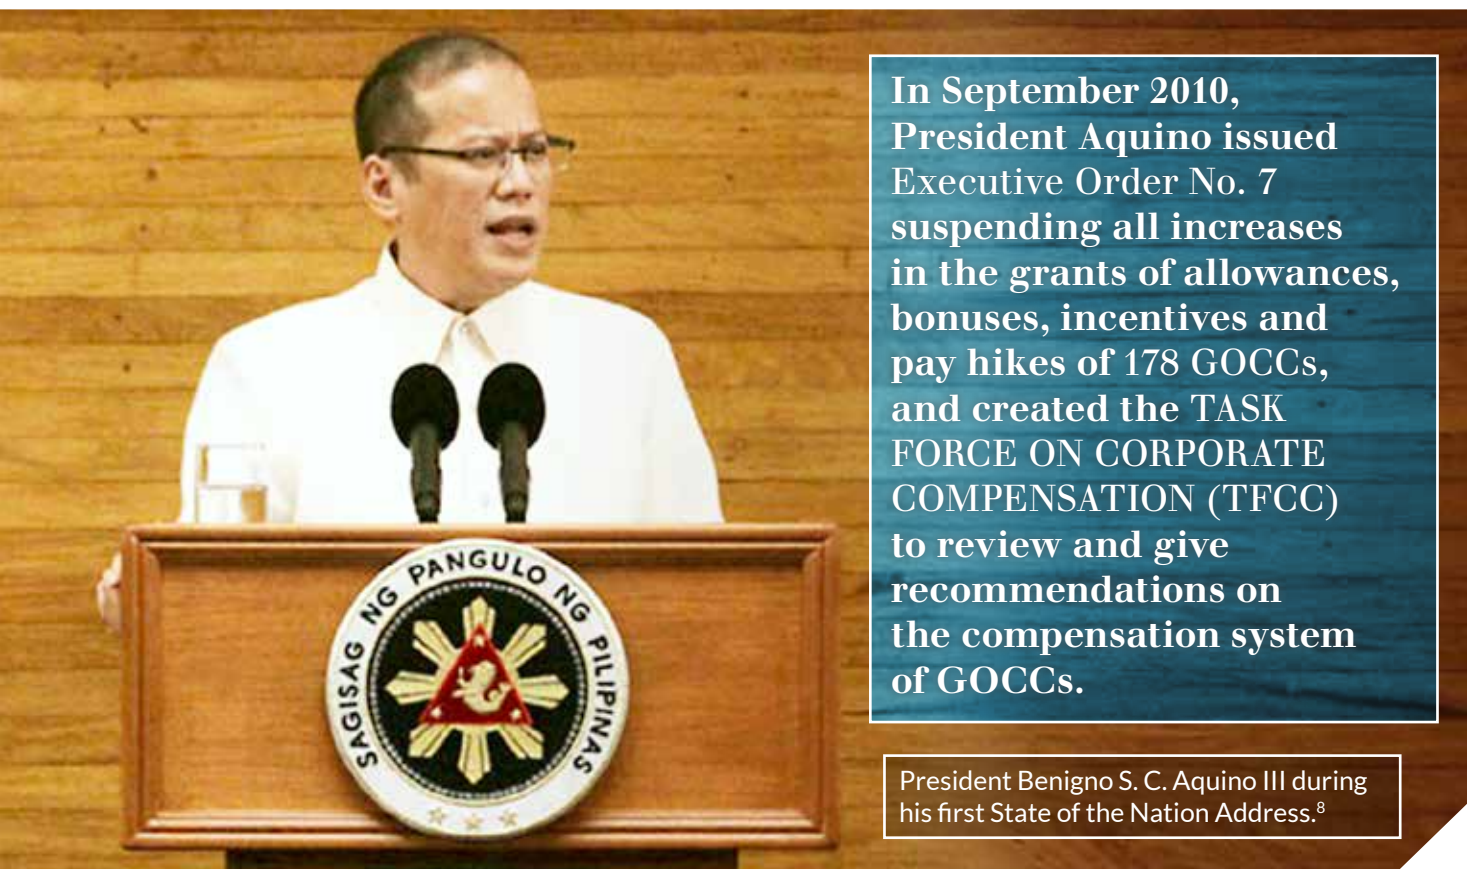 In September 2010,
President Aquino issued
Executive Order No. 7
suspending all increases
in the grants of allowances,
bonuses, incentives and
pay hikes of 178 GOCCs,
and created the TASK
FORCE ON CORPORATE
COMPENSATION (TFCC)
to review and give
recommendations on
the compensation system
of GOCCs.
President Benigno S. C. Aquino III during
his first State of the Nation Address.8
SAGISAG NG PANGULO NG PILIPINAS